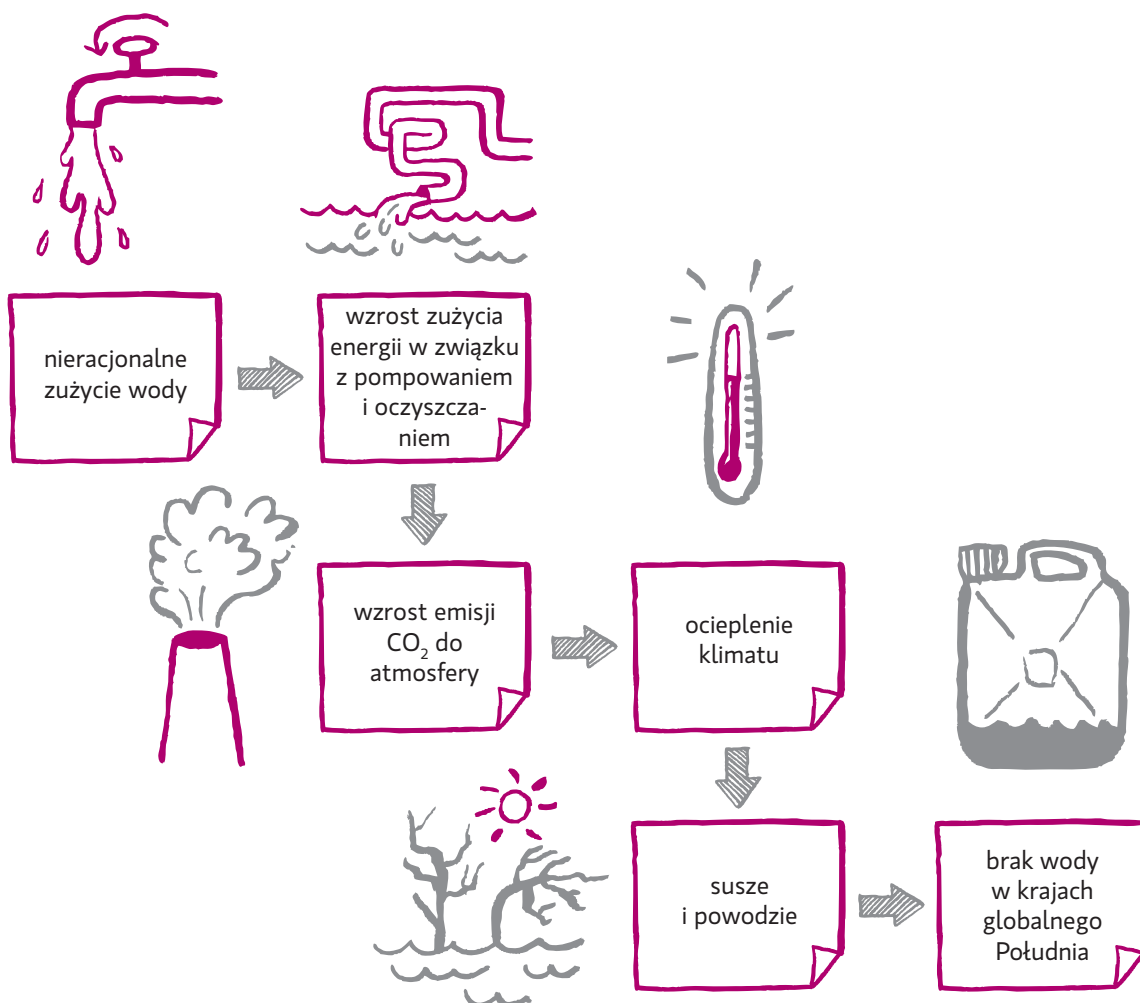 nieracjonalne
zużycie wody
wzrost zużycia
energii w związku
z pompowaniem
i oczyszcza-
niem
wzrost emisji
CO₂ do
atmosfery
ocieplenie
klimatu
susze
i powodzie
brak wody
w krajach
globalnego
Południa